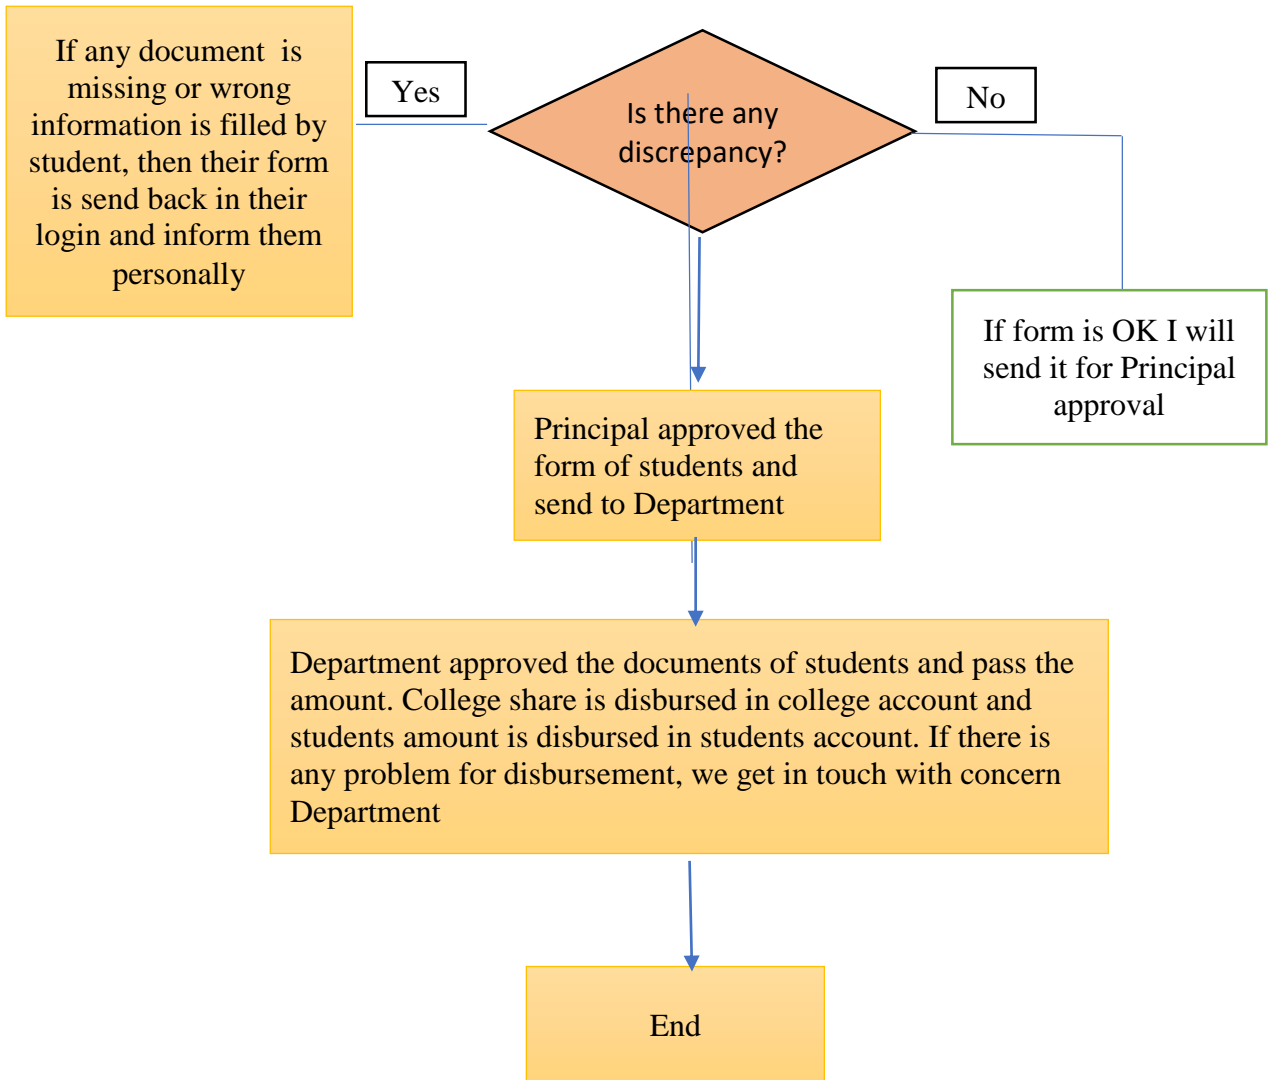 If any document  is
missing or wrong
information is filled by
student, then their form
is send back in their
login and inform them
personally
Yes
Is there any
discrepancy?
No
If form is OK I will
send it for Principal
approval
Principal approved the
form of students and
send to Department
Department approved the documents of students and pass the
amount. College share is disbursed in college account and
students amount is disbursed in students account. If there is
any problem for disbursement, we get in touch with concern
Department
End